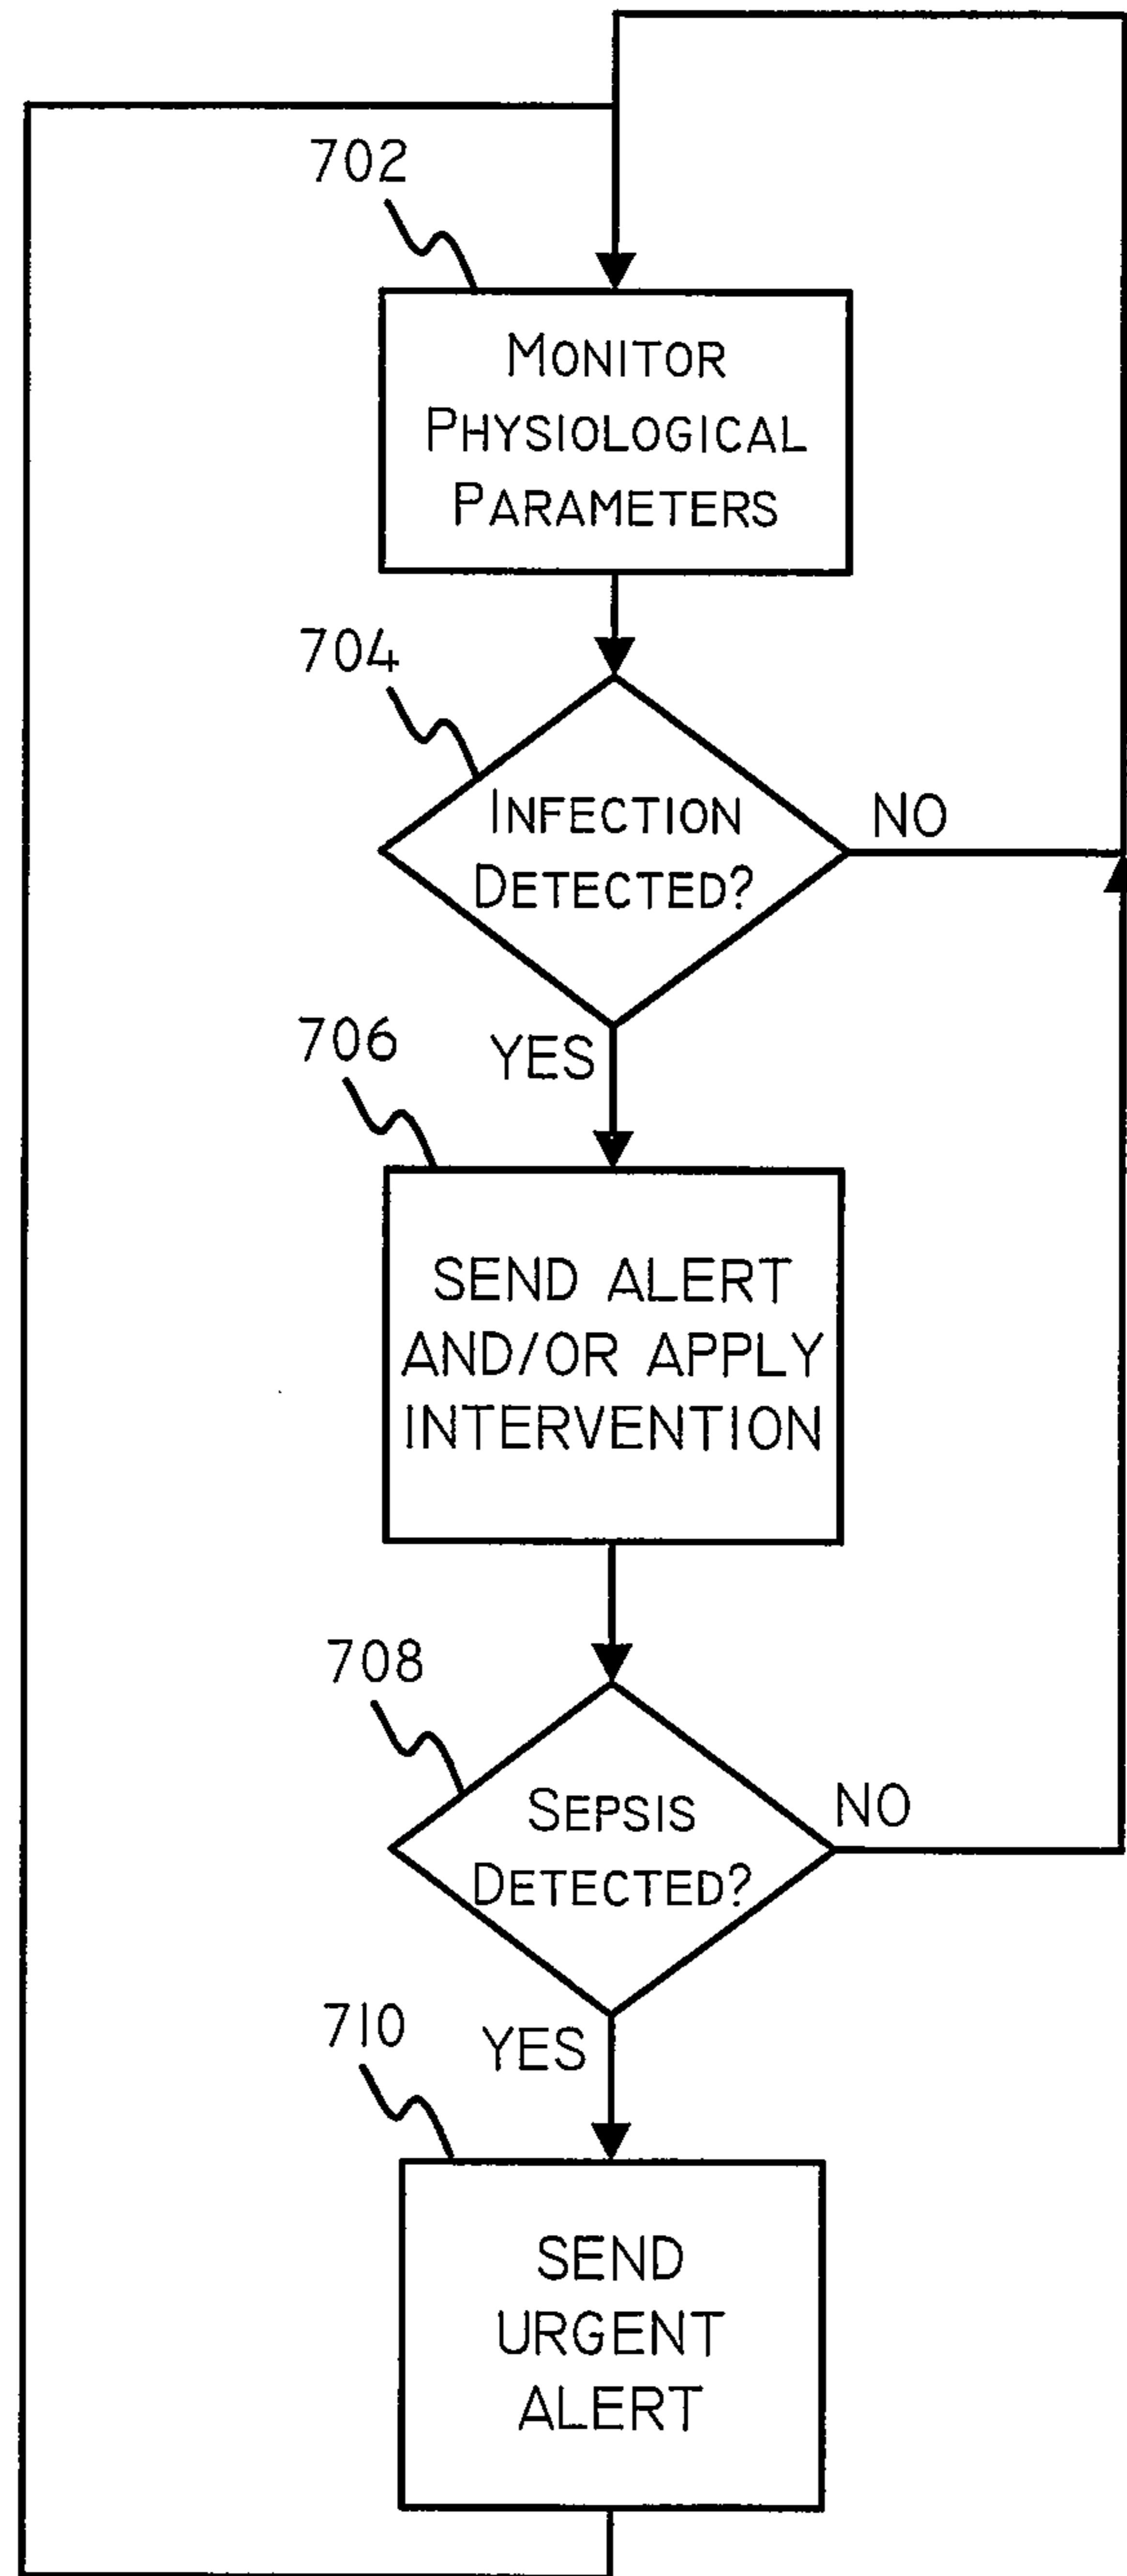 702
MONITOR
PHYSIOLOGICAL
PARAMETERS
704
INFECTION
DETECTED?
NO
YES
706
SEND ALERT
AND/OR APPLY
INTERVENTION
708
SEPSIS
DETECTED?
NO
YES
710
SEND
URGENT
ALERT